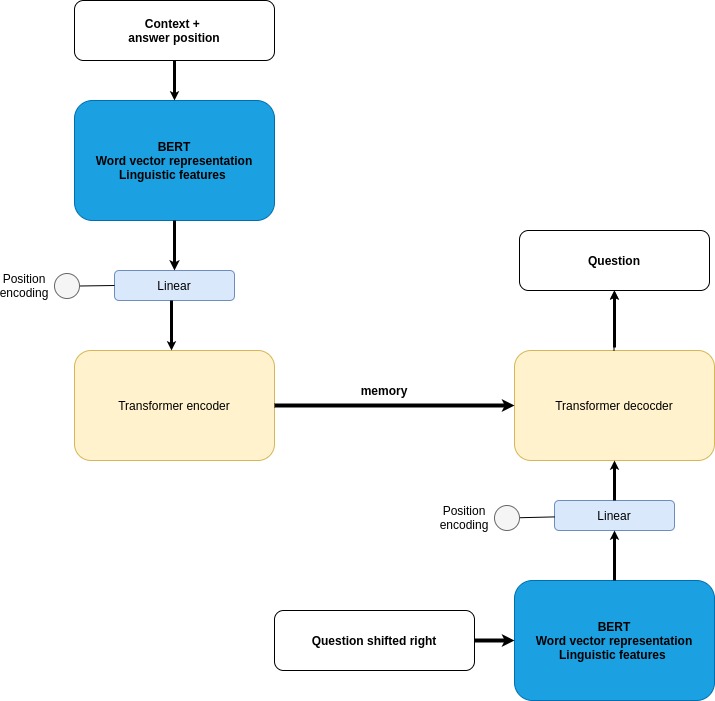 Context +
answer position
BERT
Word vector representation
Linguistic features
Position
encoding
Linear
Question
Transformer encoder
memory
Transformer decocder
Position
encoding
Linear
Question shifted right
BERT
Word vector representation
Linguistic features